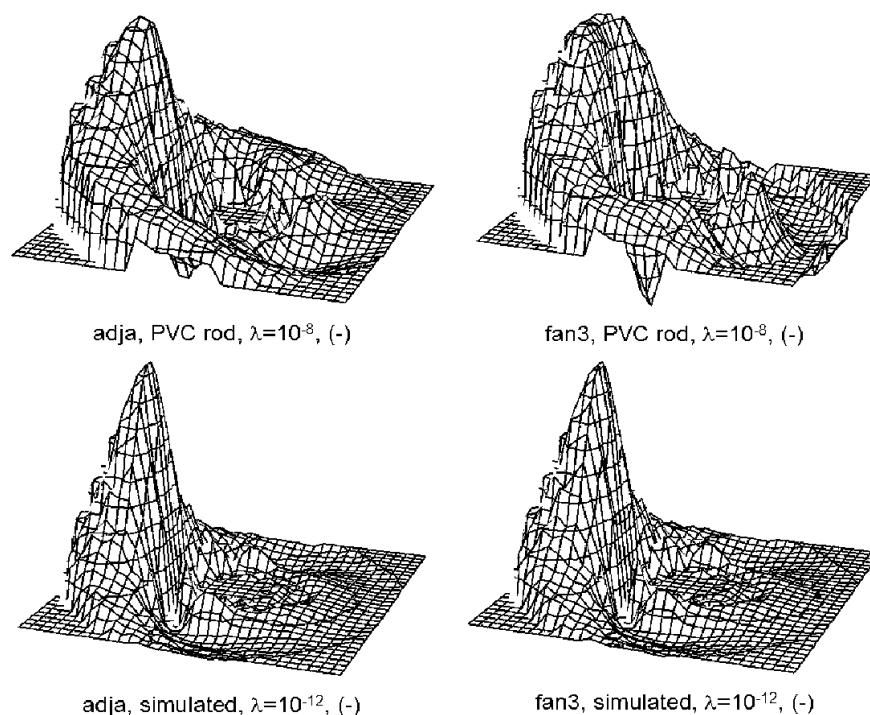 adja, PVC rod, λ=10⁻⁸, (-)
fan3, PVC rod, λ=10⁻⁸, (-)
adja, simulated, λ=10⁻¹², (-)
fan3, simulated, λ=10⁻¹², (-)